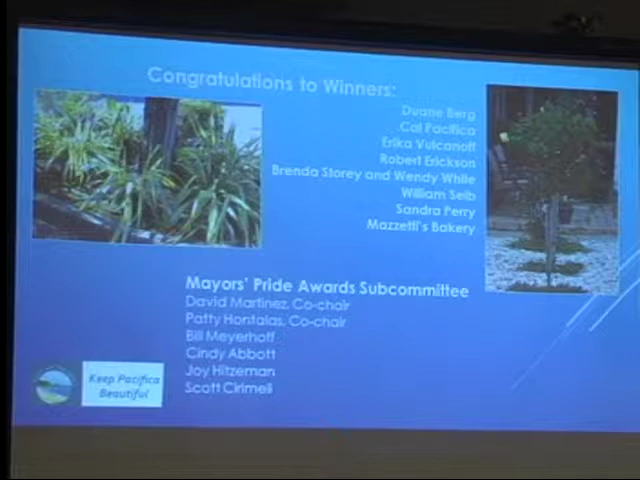 Congratulations to Winners:
Duane Berg
Cal Pacifica
Erika Vulcanoff
Robert Erickson
Brenda Storey and Wendy While
William Seib
Sandra Perry
Mazzetti's Bakery
Mayors' Pride Awards Subcommittee
David Martinez, Co-chair
Patty Hontalas, Co-chair
Bill Meyerhoff
Cindy Abbott
Joy Hitzeman
Scott Cirimeli
Keep Pacifica
Beautiful